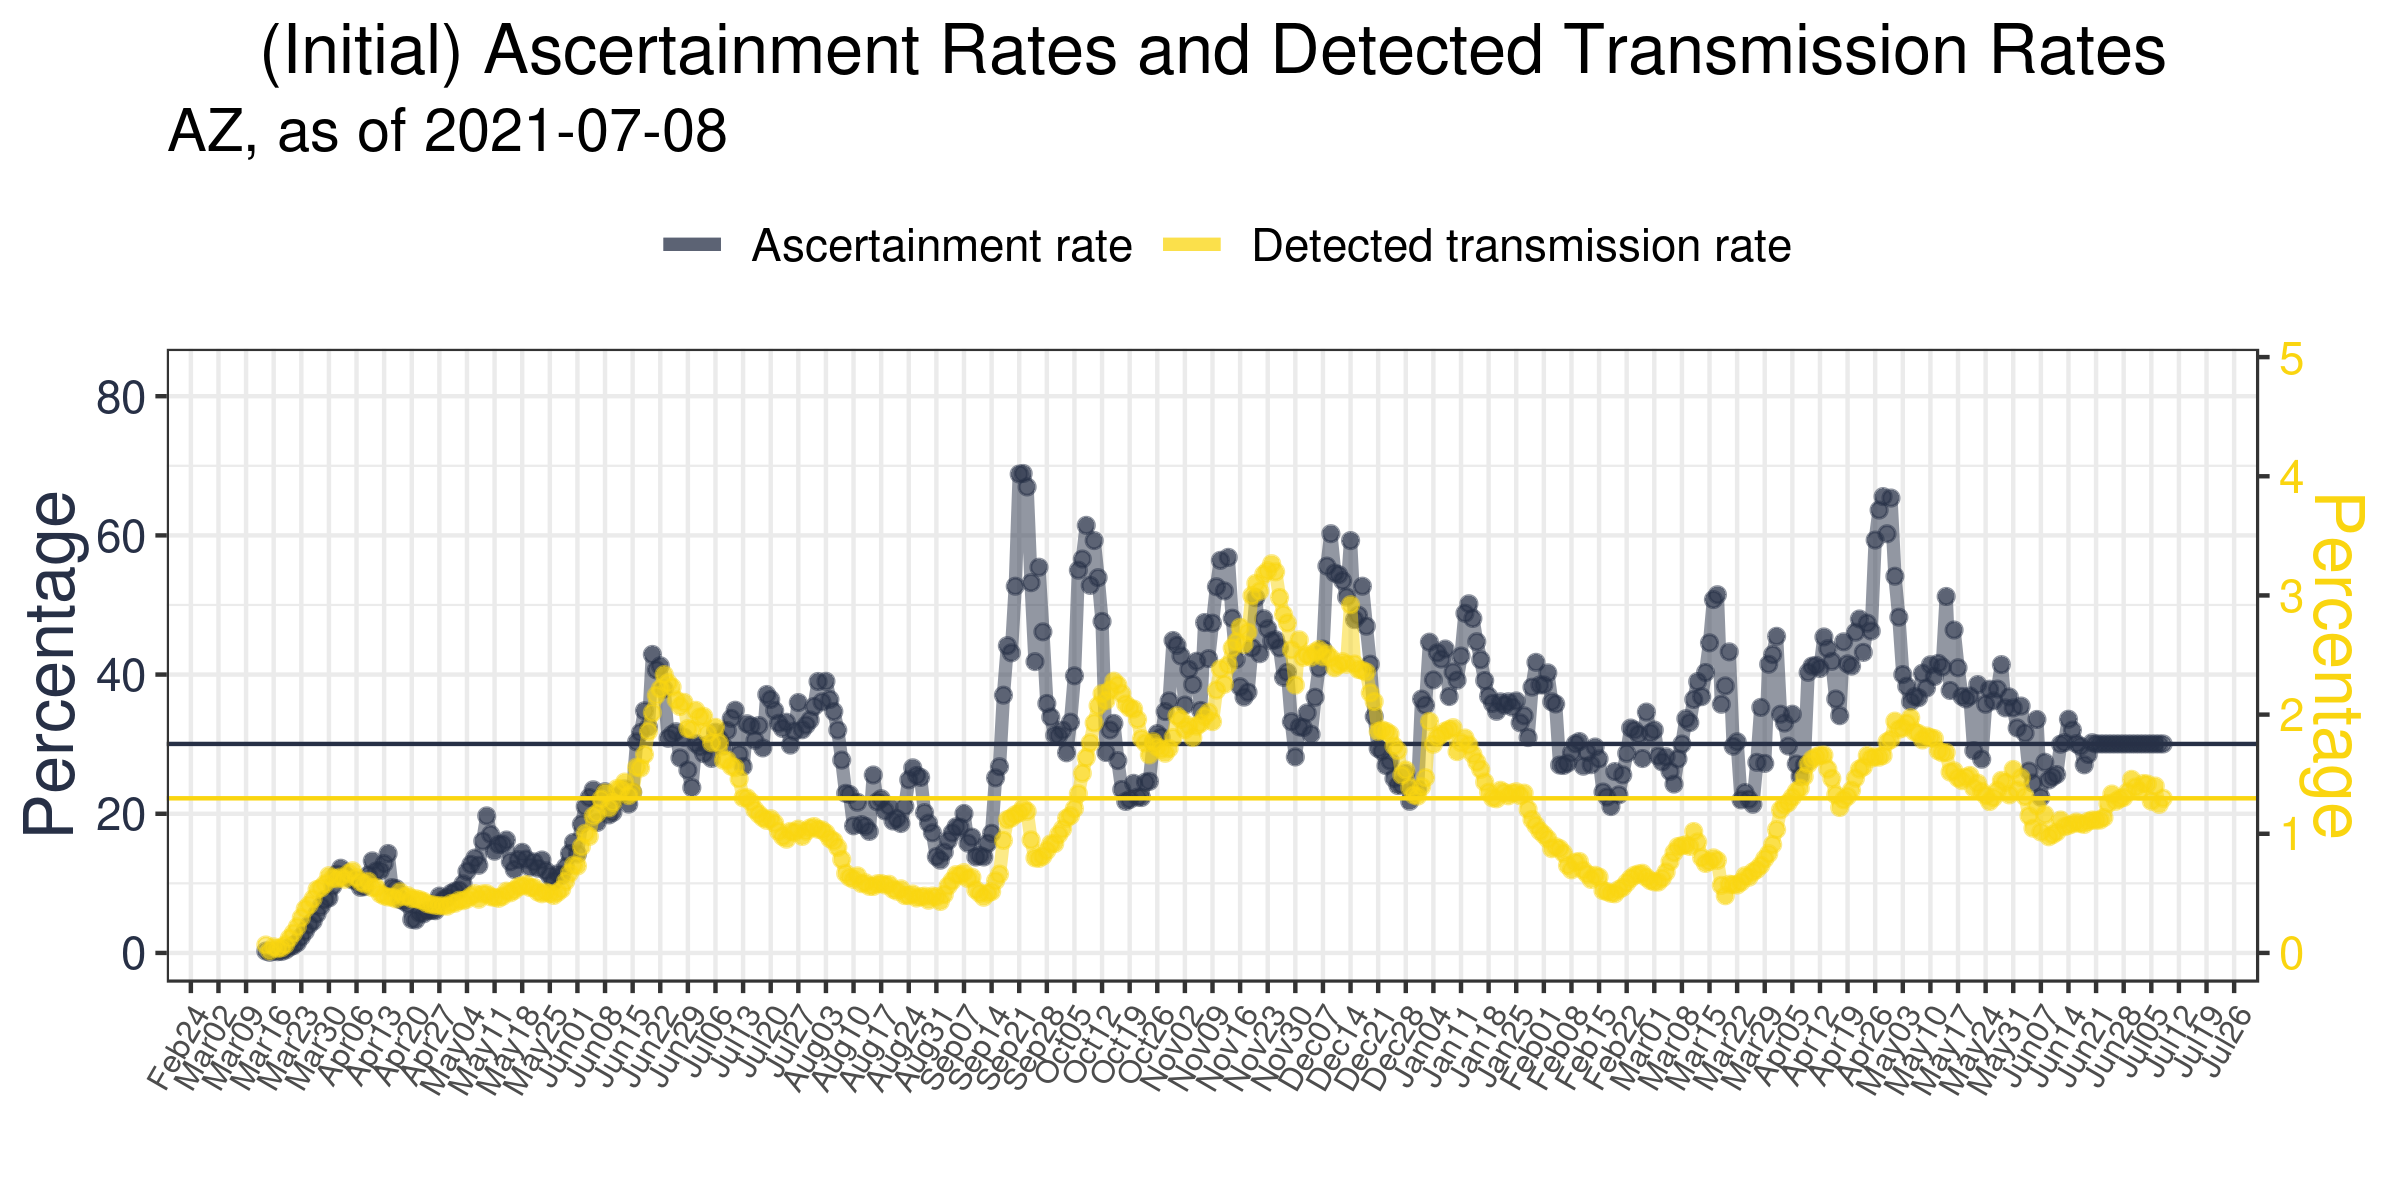 (Initial) Ascertainment Rates and Detected Transmission Rates
AZ, as of 2021-07-08
Ascertainment rate
Detected transmission rate
Percentage
80
60
40
20
0
5
4
3
2
1
0
Percentage
Feb24
Mar02
Mar09
Mar16
Mar23
Mar30
Apr06
Apr13
Apr20
Apr27
May04
May11
May18
May25
Jun01
Jun08
Jun15
Jun22
Jun29
Jul06
Jul13
Jul20
Jul27
Aug03
Aug10
Aug17
Aug24
Aug31
Sep07
Sep14
Sep21
Sep28
Oct05
Oct12
Oct19
Oct26
Nov02
Nov09
Nov16
Nov23
Nov30
Dec07
Dec14
Dec21
Dec28
Jan04
Jan11
Jan18
Jan25
Feb01
Feb08
Feb15
Feb22
Mar01
Mar08
Mar15
Mar22
Mar29
Apr05
Apr12
Apr19
Apr26
May03
May10
May17
May24
May31
Jun07
Jun14
Jun21
Jun28
Jul05
Jul12
Jul19
Jul26